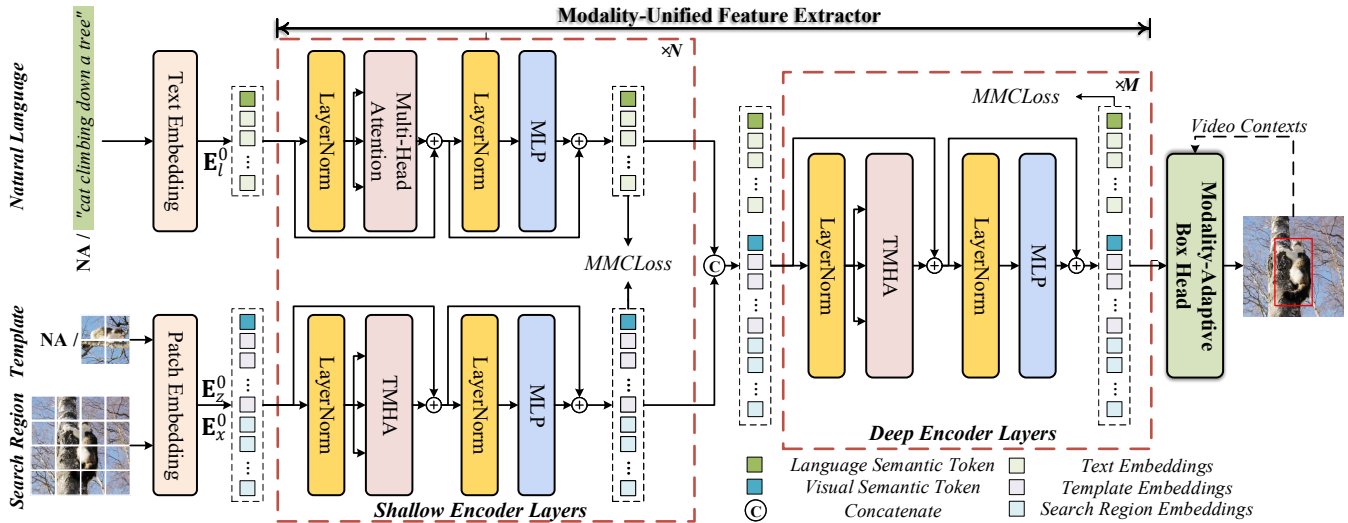 Modality-Unified Feature Extractor
×N
Natural Language
NA / "cat climbing down a tree"
Text Embedding
E_l^0
LayerNorm
Multi-Head Attention
LayerNorm
MLP
MMCLoss
Template
NA /
Search Region
Patch Embedding
E_z^0
E_x^0
LayerNorm
TMHA
LayerNorm
MLP
Shallow Encoder Layers
C
×M
MMCLoss
LayerNorm
TMHA
LayerNorm
MLP
Deep Encoder Layers
Video Contexts
Modality-Adaptive
Box Head
Language Semantic Token
Text Embeddings
Visual Semantic Token
Template Embeddings
C
Concatenate
Search Region Embeddings